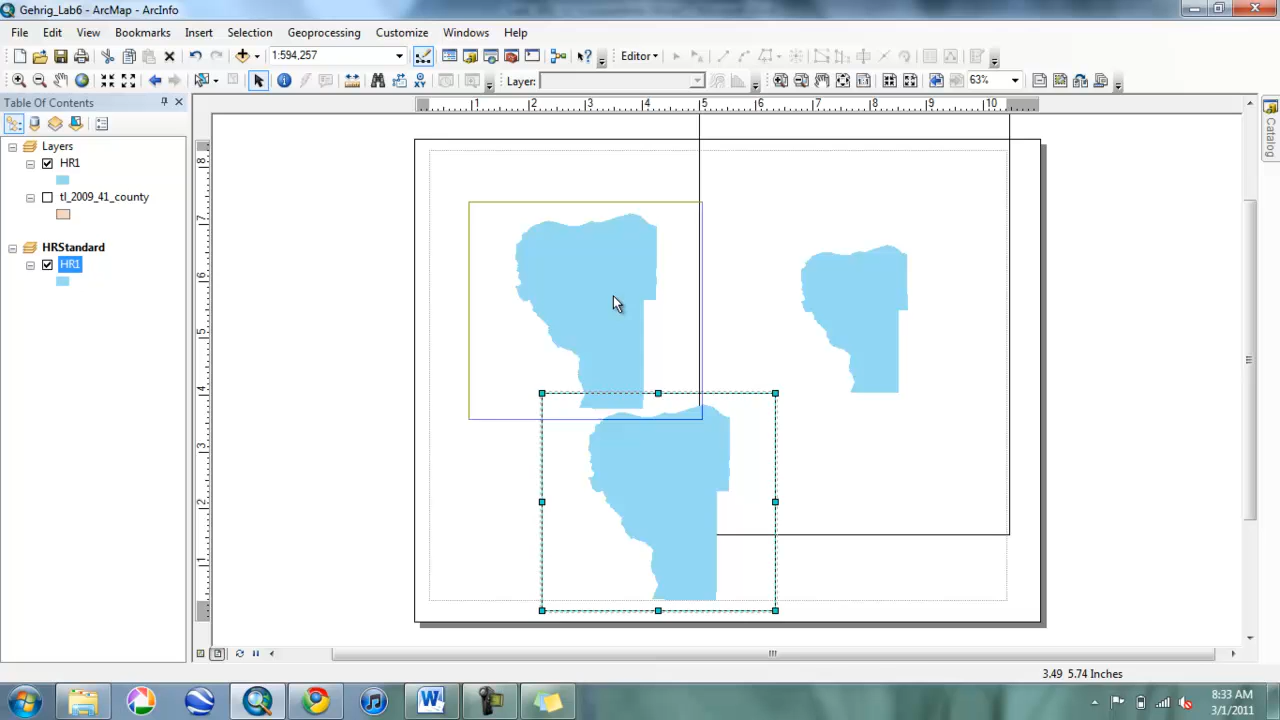 Gehrig_Lab6 - ArcMap - ArcInfo
File Edit View Bookmarks Insert Selection Geoprocessing Customize Windows Help
1:594,257 Editor
Layer: 63%
Table Of Contents
1 2 3 4 5 6 7 8 9 10
Layers
HR1
tl_2009_41_county
HRStandard
HR1
8
7
6
5
4
3
2
1
Catalog
3.49 5.74 Inches
8:33 AM
3/1/2011